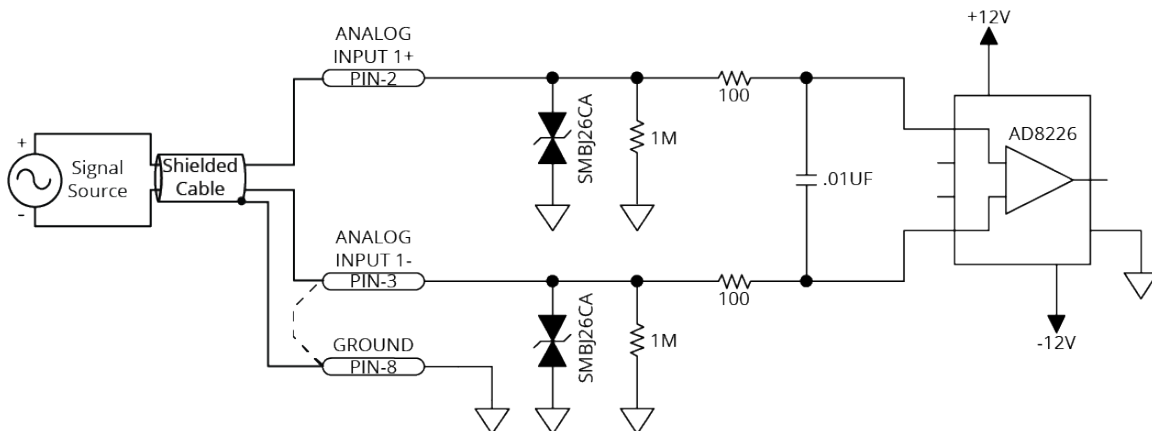 +12V
ANALOG
INPUT 1+
PIN-2
100
SMBJ26CA
1M
AD8226
+
Signal
Source
-
Shielded
Cable
.01UF
ANALOG
INPUT 1-
PIN-3
100
SMBJ26CA
1M
GROUND
PIN-8
-12V